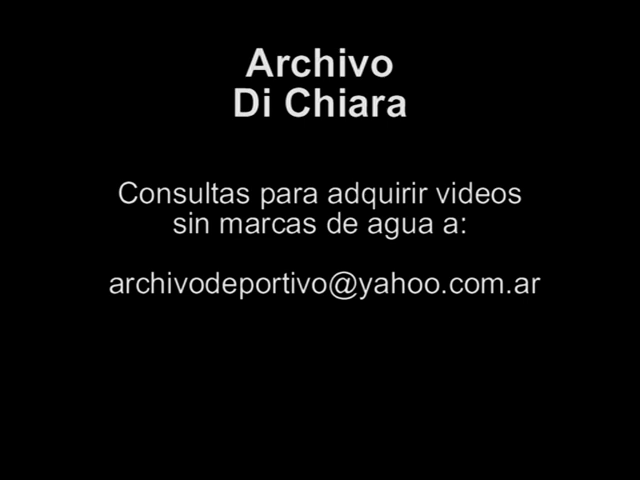 Archivo
Di Chiara
Consultas para adquirir videos
sin marcas de agua a:
archivodeportivo@yahoo.com.ar